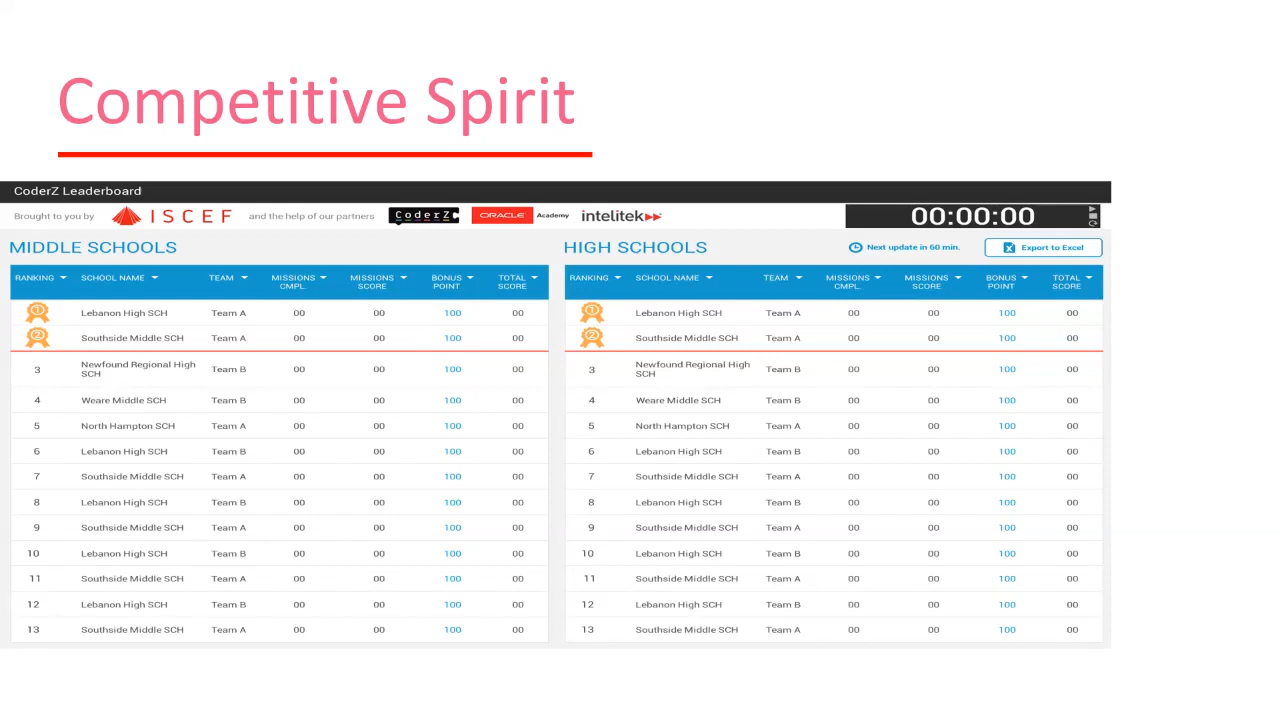 Competitive Spirit
CoderZ Leaderboard
Brought to you by ISCEF and the help of our partners CoderZ ORACLE Academy intelitek 00:00:00
MIDDLE SCHOOLS
RANKING SCHOOL NAME TEAM MISSIONS CMPL. MISSIONS SCORE BONUS POINT TOTAL SCORE
1 Lebanon High SCH Team A 00 00 100 00
2 Southside Middle SCH Team A 00 00 100 00
3 Newfound Regional High SCH Team B 00 00 100 00
4 Weare Middle SCH Team B 00 00 100 00
5 North Hampton SCH Team A 00 00 100 00
6 Lebanon High SCH Team B 00 00 100 00
7 Southside Middle SCH Team A 00 00 100 00
8 Lebanon High SCH Team B 00 00 100 00
9 Southside Middle SCH Team A 00 00 100 00
10 Lebanon High SCH Team B 00 00 100 00
11 Southside Middle SCH Team A 00 00 100 00
12 Lebanon High SCH Team B 00 00 100 00
13 Southside Middle SCH Team A 00 00 100 00
HIGH SCHOOLS Next update in 60 min. Export to Excel
RANKING SCHOOL NAME TEAM MISSIONS CMPL. MISSIONS SCORE BONUS POINT TOTAL SCORE
1 Lebanon High SCH Team A 00 00 100 00
2 Southside Middle SCH Team A 00 00 100 00
3 Newfound Regional High SCH Team B 00 00 100 00
4 Weare Middle SCH Team B 00 00 100 00
5 North Hampton SCH Team A 00 00 100 00
6 Lebanon High SCH Team B 00 00 100 00
7 Southside Middle SCH Team A 00 00 100 00
8 Lebanon High SCH Team B 00 00 100 00
9 Southside Middle SCH Team A 00 00 100 00
10 Lebanon High SCH Team B 00 00 100 00
11 Southside Middle SCH Team A 00 00 100 00
12 Lebanon High SCH Team B 00 00 100 00
13 Southside Middle SCH Team A 00 00 100 00